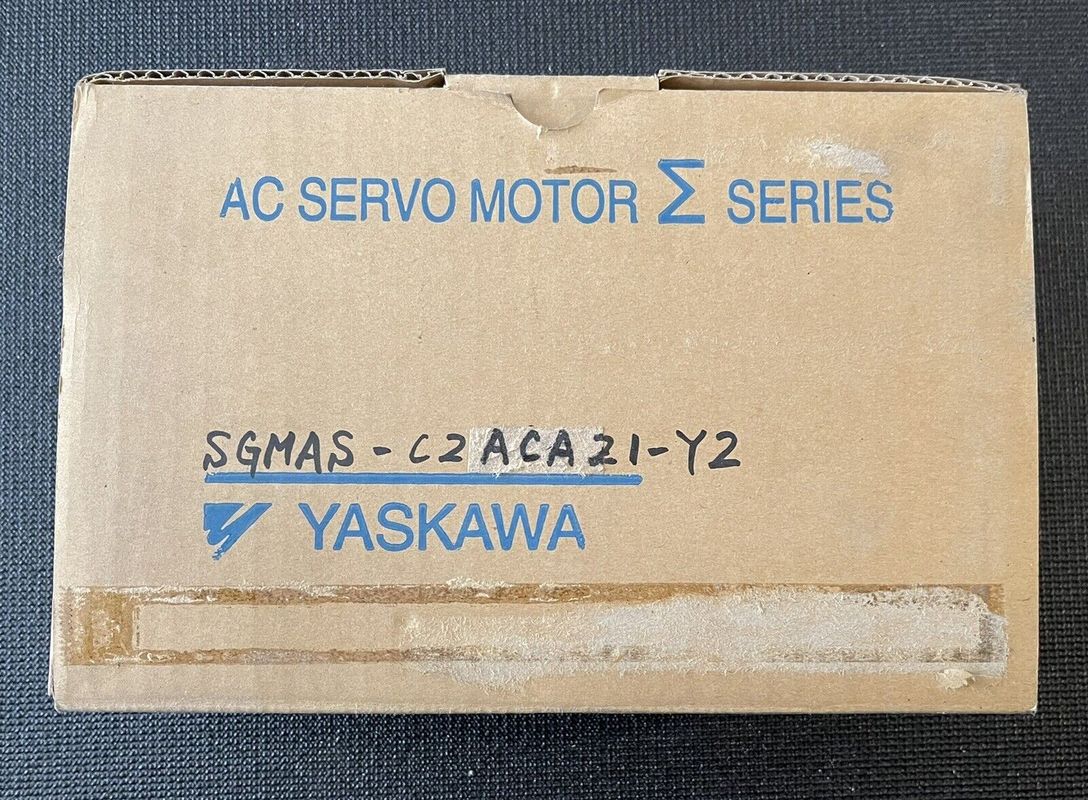 AC SERVO MOTOR Σ SERIES
SGMAS-C2ACA21-Y2
YASKAWA